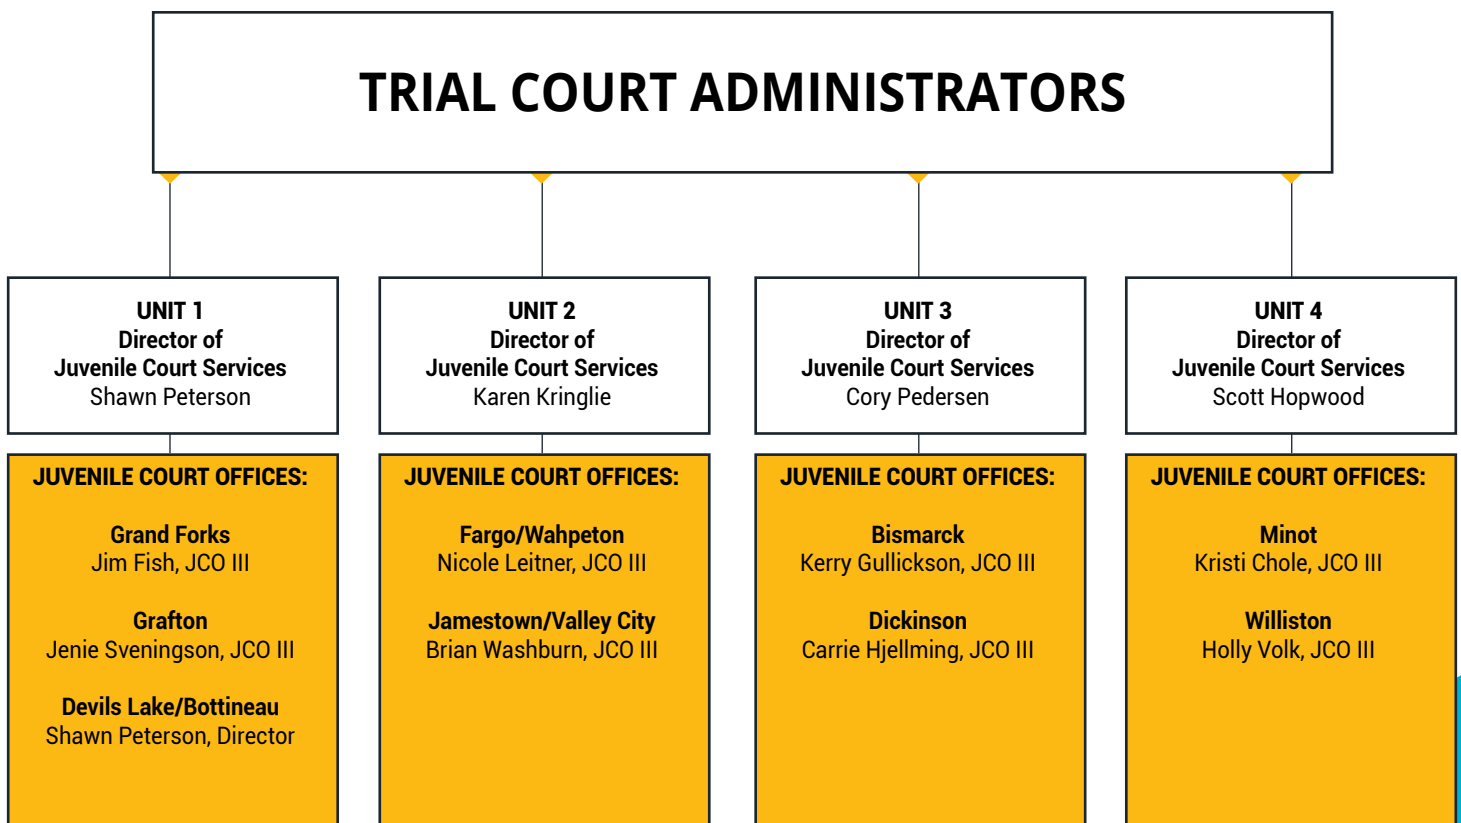 TRIAL COURT ADMINISTRATORS
UNIT 1
Director of
Juvenile Court Services
Shawn Peterson
JUVENILE COURT OFFICES:
Grand Forks
Jim Fish, JCO III
Grafton
Jenie Sveningson, JCO III
Devils Lake/Bottineau
Shawn Peterson, Director
UNIT 2
Director of
Juvenile Court Services
Karen Kringlie
JUVENILE COURT OFFICES:
Fargo/Wahpeton
Nicole Leitner, JCO III
Jamestown/Valley City
Brian Washburn, JCO III
UNIT 3
Director of
Juvenile Court Services
Cory Pedersen
JUVENILE COURT OFFICES:
Bismarck
Kerry Gullickson, JCO III
Dickinson
Carrie Hjellming, JCO III
UNIT 4
Director of
Juvenile Court Services
Scott Hopwood
JUVENILE COURT OFFICES:
Minot
Kristi Chole, JCO III
Williston
Holly Volk, JCO III